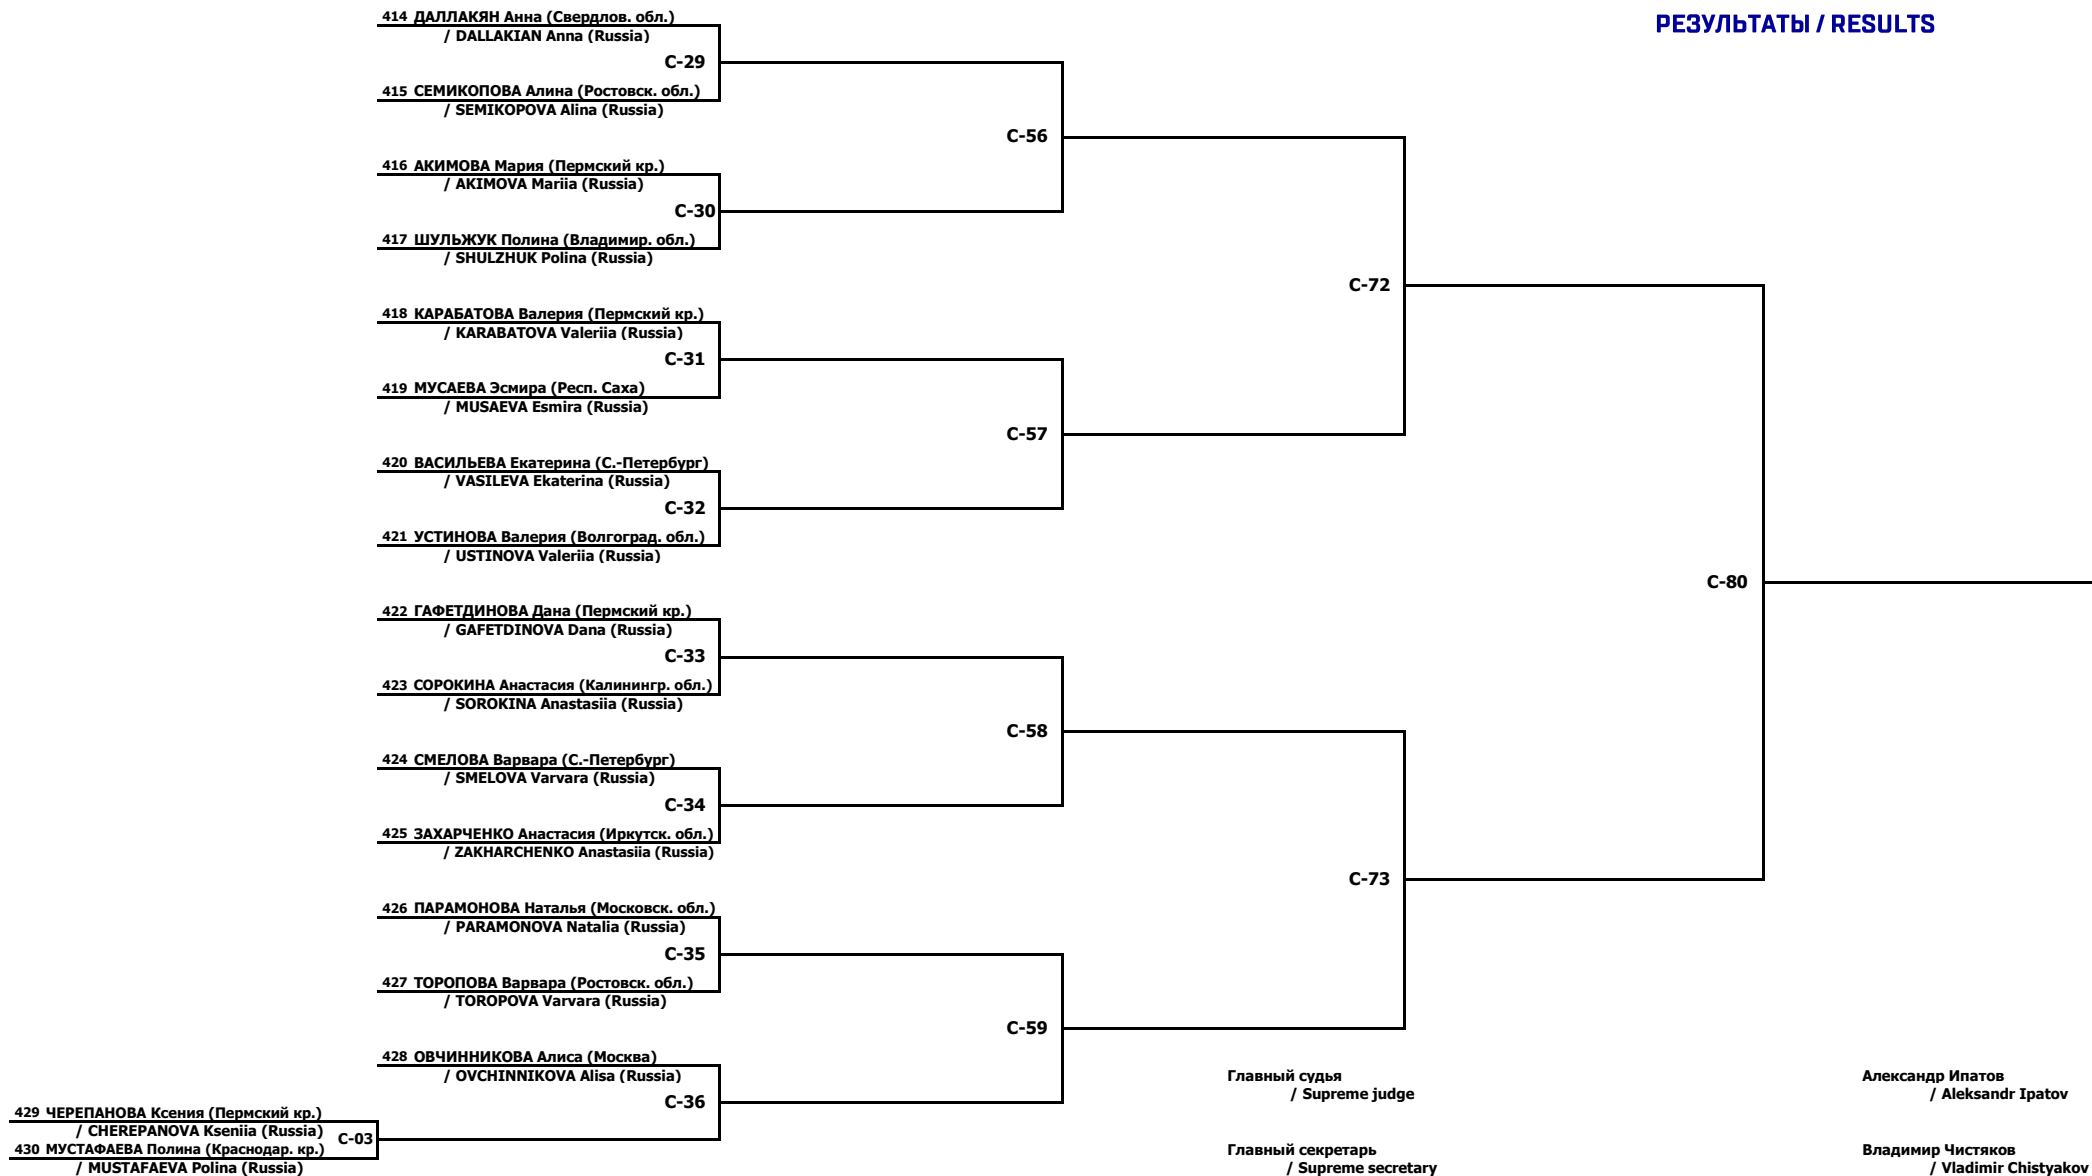 РЕЗУЛЬТАТЫ / RESULTS
414 ДАЛЛАКЯН Анна (Свердлов. обл.)
/ DALLAKIAN Anna (Russia)
C-29
415 СЕМИКОПОВА Алина (Ростовск. обл.)
/ SEMIKOPOVA Alina (Russia)
C-56
416 АКИМОВА Мария (Пермский кр.)
/ AKIMOVA Mariia (Russia)
C-30
417 ШУЛЬЖУК Полина (Владимир. обл.)
/ SHULZHUK Polina (Russia)
C-72
418 КАРАБАТОВА Валерия (Пермский кр.)
/ KARABATOVA Valeriia (Russia)
C-31
419 МУСАЕВА Эсмира (Респ. Саха)
/ MUSAEVA Esmira (Russia)
C-57
420 ВАСИЛЬЕВА Екатерина (С.-Петербург)
/ VASILEVA Ekaterina (Russia)
C-32
421 УСТИНОВА Валерия (Волгоград. обл.)
/ USTINOVA Valeriia (Russia)
C-80
422 ГАФЕТДИНОВА Дана (Пермский кр.)
/ GAFETDINOVA Dana (Russia)
C-33
423 СОРОКИНА Анастасия (Калинингр. обл.)
/ SOROKINA Anastasiia (Russia)
C-58
424 СМЕЛОВА Варвара (С.-Петербург)
/ SMELOVA Varvara (Russia)
C-34
425 ЗАХАРЧЕНКО Анастасия (Иркутск. обл.)
/ ZAKHARCHENKO Anastasiia (Russia)
C-73
426 ПАРАМОНОВА Наталья (Московск. обл.)
/ PARAMONOVA Natalia (Russia)
C-35
427 ТОРОПОВА Варвара (Ростовск. обл.)
/ TOROPOVA Varvara (Russia)
C-59
428 ОВЧИННИКОВА Алиса (Москва)
/ OVCHINNIKOVA Alisa (Russia)
C-36
429 ЧЕРЕПАНОВА Ксения (Пермский кр.)
/ CHEREPANOVA Kseniia (Russia)
C-03
430 МУСТАФАЕВА Полина (Краснодар. кр.)
/ MUSTAFAEVA Polina (Russia)
Главный судья
/ Supreme judge
Александр Ипатов
/ Aleksandr Ipatov
Главный секретарь
/ Supreme secretary
Владимир Чистяков
/ Vladimir Chistyakov